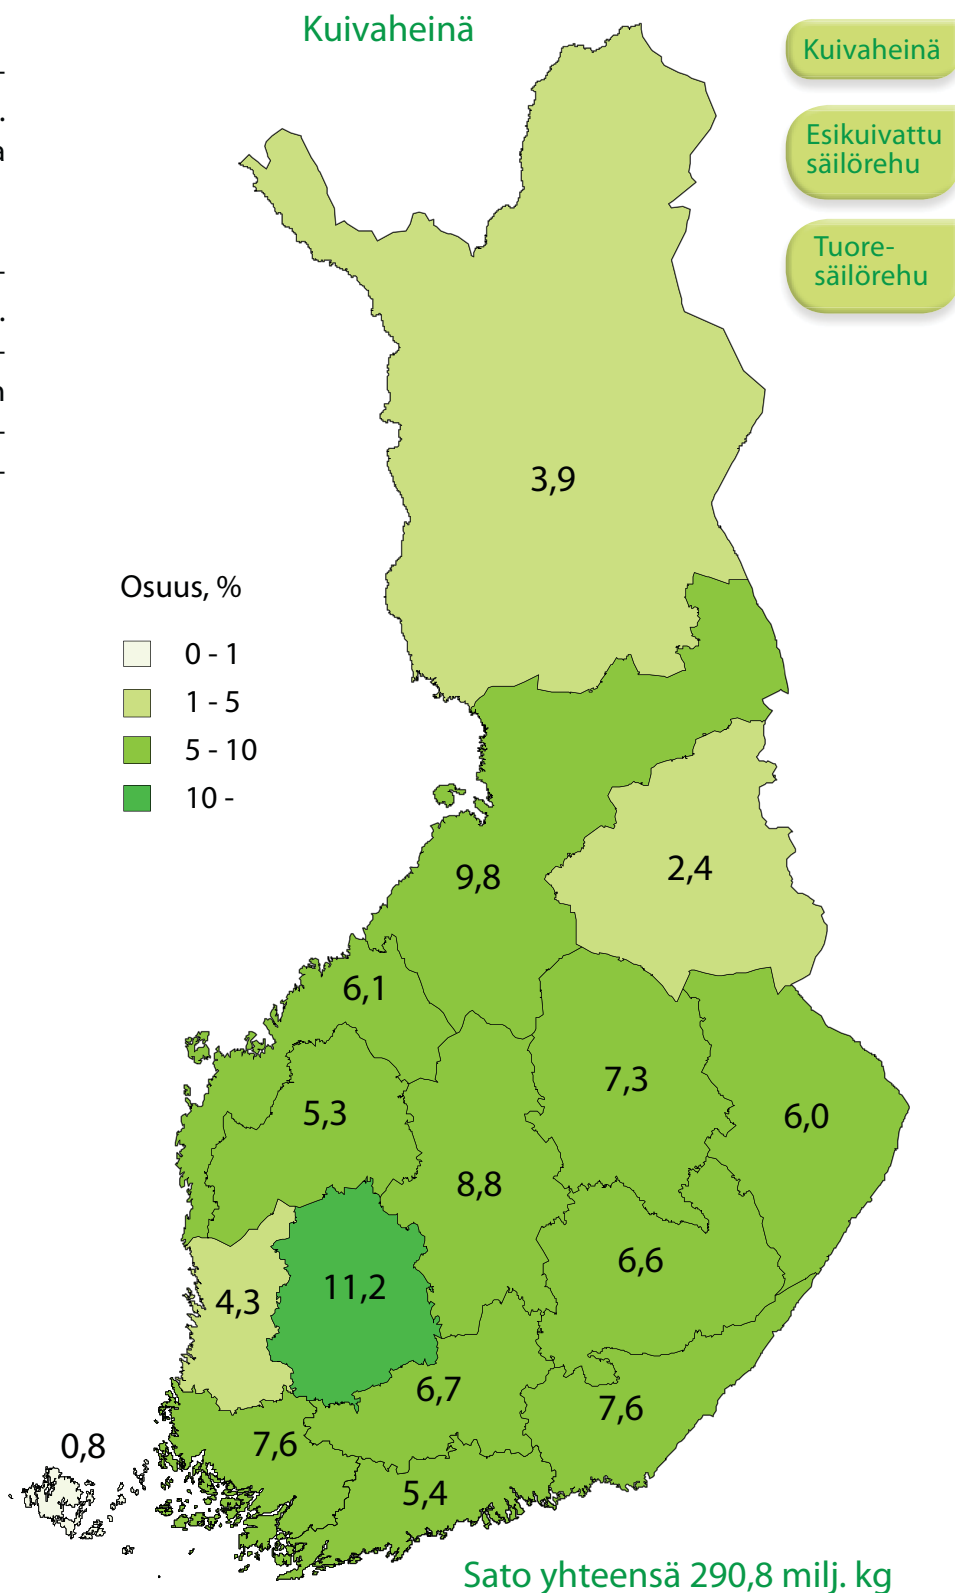 Kuivaheinä
Kuivaheinä
Esikuivattu
säilörehu
Tuore-
säilörehu
-
.
a
-
.
-
n
-
-
3,9
Osuus, %
0 - 1
1 - 5
5 - 10
10 -
9,8
2,4
6,1
7,3
5,3
6,0
8,8
6,6
11,2
4,3
6,7
7,6
0,8
7,6
5,4
Sato yhteensä 290,8 milj. kg